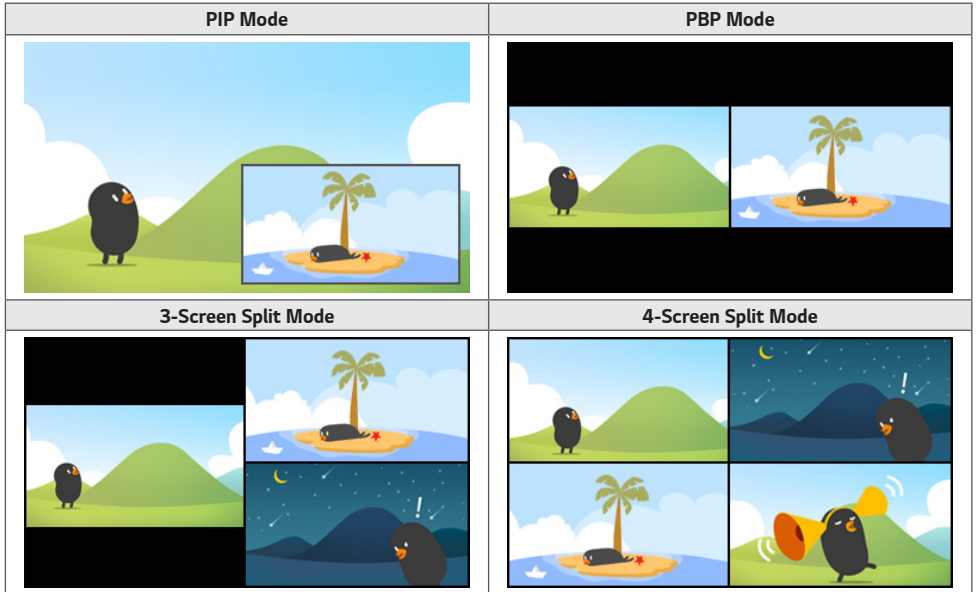 PIP Mode
PBP Mode
3-Screen Split Mode
4-Screen Split Mode